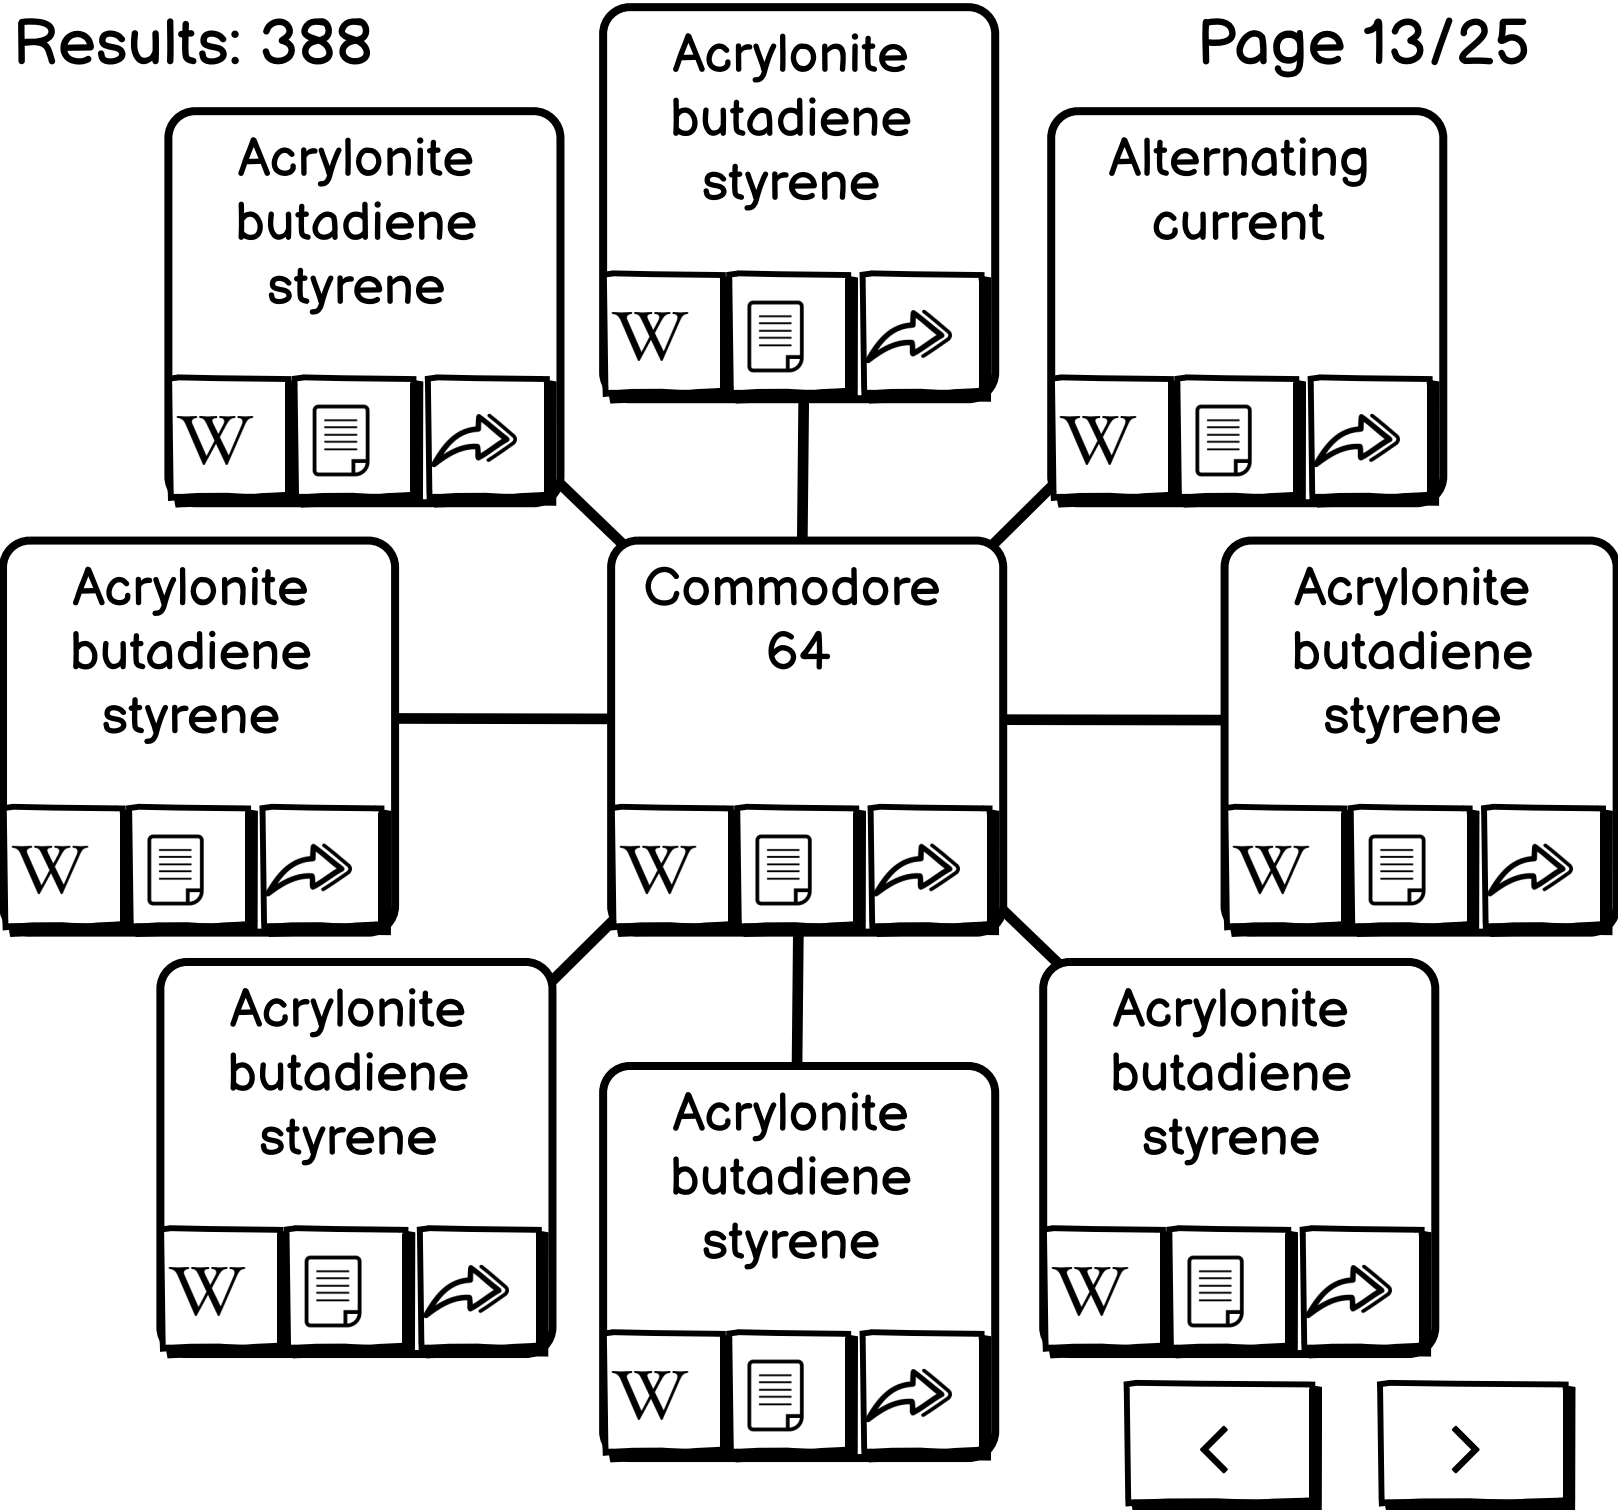 Results: 388
Page 13/25
Acrylonite
butadiene
styrene
W
Acrylonite
butadiene
styrene
W
Alternating
current
W
Acrylonite
butadiene
styrene
W
Commodore
64
W
Acrylonite
butadiene
styrene
W
Acrylonite
butadiene
styrene
W
Acrylonite
butadiene
styrene
W
Acrylonite
butadiene
styrene
W
<
>